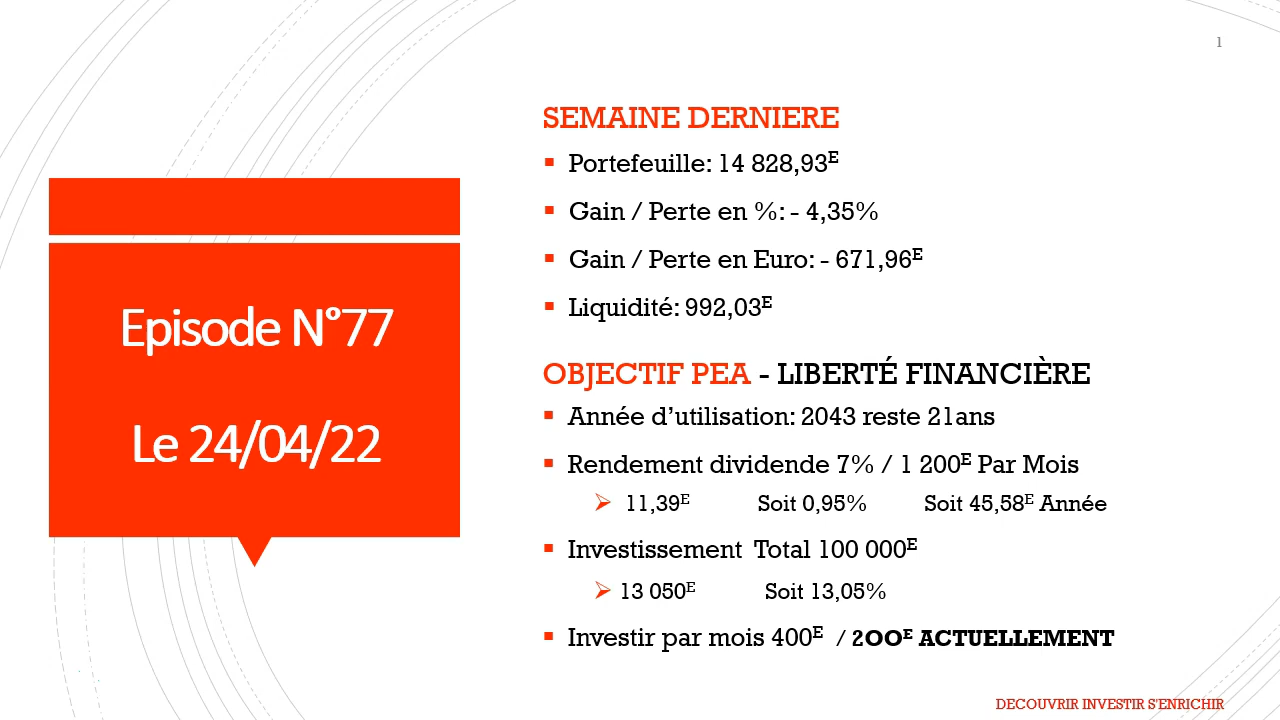 1
Episode N°77
Le 24/04/22
SEMAINE DERNIERE
▪ Portefeuille: 14 828,93ᴱ
▪ Gain / Perte en %: - 4,35%
▪ Gain / Perte en Euro: - 671,96ᴱ
▪ Liquidité: 992,03ᴱ
OBJECTIF PEA - LIBERTÉ FINANCIÈRE
▪ Année d’utilisation: 2043 reste 21ans
▪ Rendement dividende 7% / 1 200ᴱ Par Mois
➢ 11,39ᴱ Soit 0,95% Soit 45,58ᴱ Année
▪ Investissement Total 100 000ᴱ
➢ 13 050ᴱ Soit 13,05%
▪ Investir par mois 400ᴱ / 2OOᴱ ACTUELLEMENT
DECOUVRIR INVESTIR S'ENRICHIR